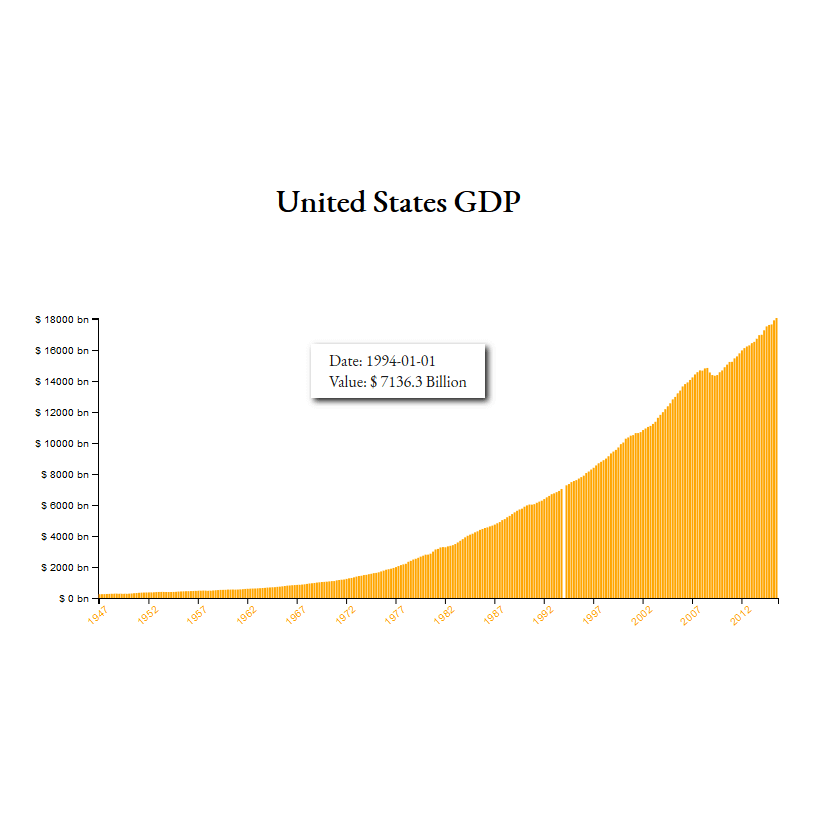 United States GDP
$ 18000 bn
Date: 1994-01-01
$ 16000 bn
Value: $ 7136.3 Billion
$ 14000 bn
$ 12000 bn
$ 10000 bn
$ 8000 bn
$ 6000 bn
$ 4000 bn
$ 2000 bn
$ 0 bn
1947 1952 1957 1962 1967 1972 1977 1982 1987 1992 1997 2002 2007 2012